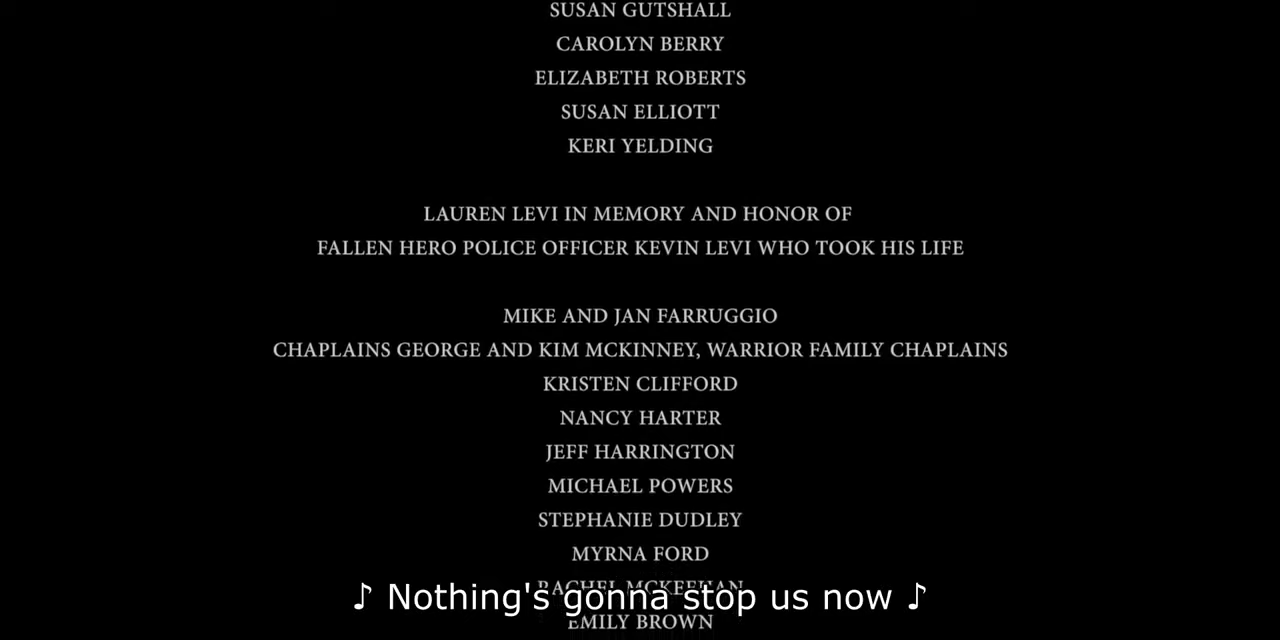 SUSAN GUTSHALL
CAROLYN BERRY
ELIZABETH ROBERTS
SUSAN ELLIOTT
KERI YELDING
LAUREN LEVI IN MEMORY AND HONOR OF
FALLEN HERO POLICE OFFICER KEVIN LEVI WHO TOOK HIS LIFE
MIKE AND JAN FARRUGGIO
CHAPLAINS GEORGE AND KIM MCKINNEY, WARRIOR FAMILY CHAPLAINS
KRISTEN CLIFFORD
NANCY HARTER
JEFF HARRINGTON
MICHAEL POWERS
STEPHANIE DUDLEY
MYRNA FORD
RACHEL MCKEEHAN
♪ Nothing's gonna stop us now ♪
EMILY BROWN